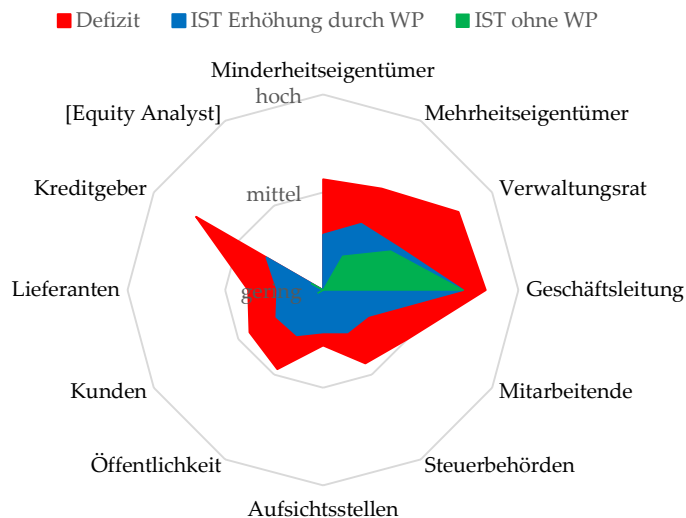 Defizit IST Erhöhung durch WP IST ohne WP
Minderheitseigentümer
hoch
[Equity Analyst] Mehrheitseigentümer
Kreditgeber mittel Verwaltungsrat
Lieferanten gering Geschäftsleitung
Kunden Mitarbeitende
Öffentlichkeit Steuerbehörden
Aufsichtsstellen